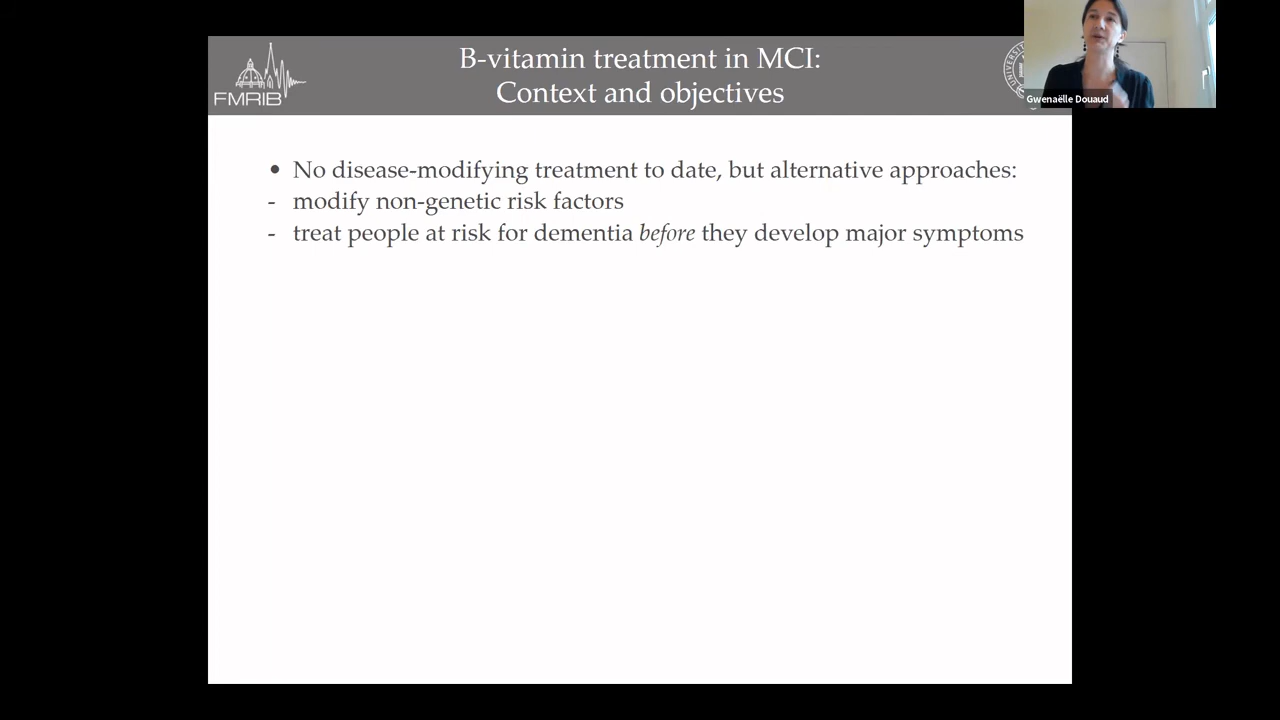 B-vitamin treatment in MCI:
Context and objectives
FMRIB
Gwenaëlle Douaud
• No disease-modifying treatment to date, but alternative approaches:
- modify non-genetic risk factors
- treat people at risk for dementia before they develop major symptoms